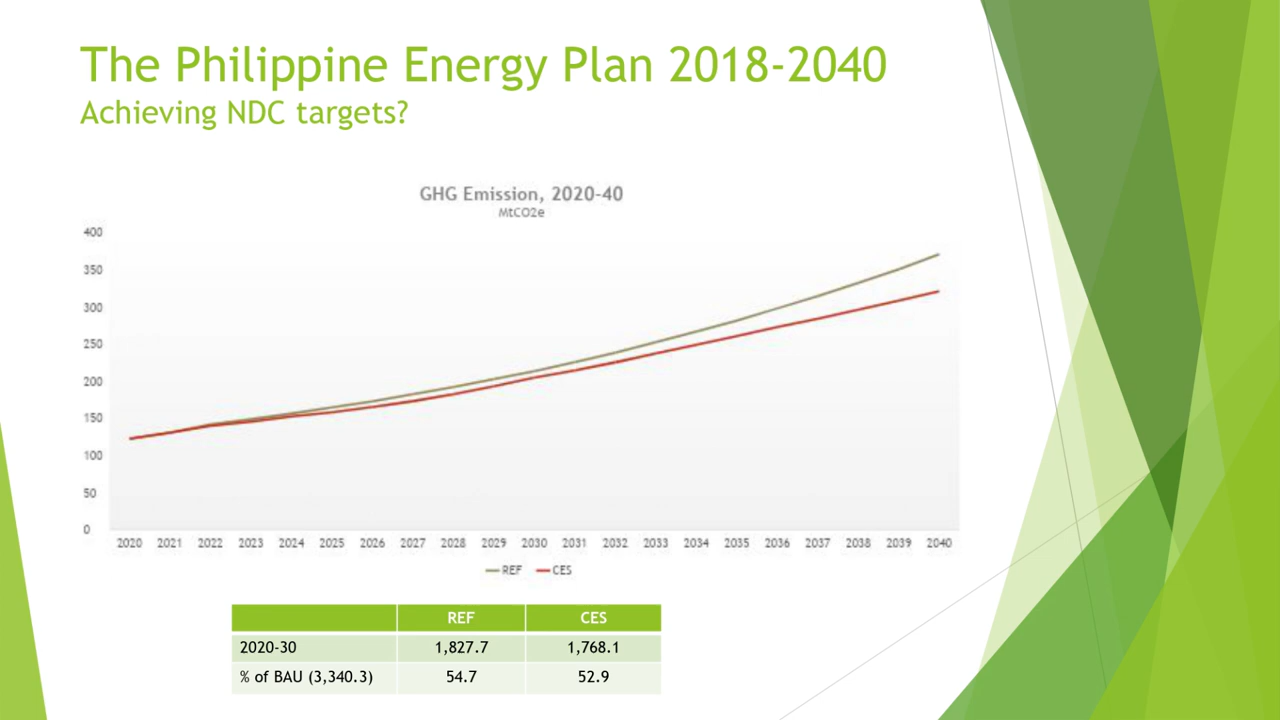 The Philippine Energy Plan 2018-2040
Achieving NDC targets?
GHG Emission, 2020-40
MtCO2e
400
350
300
250
200
150
100
50
0
2020 2021 2022 2023 2024 2025 2026 2027 2028 2029 2030 2031 2032 2033 2034 2035 2036 2037 2038 2039 2040
REF CES
REF CES
2020-30 1,827.7 1,768.1
% of BAU (3,340.3) 54.7 52.9